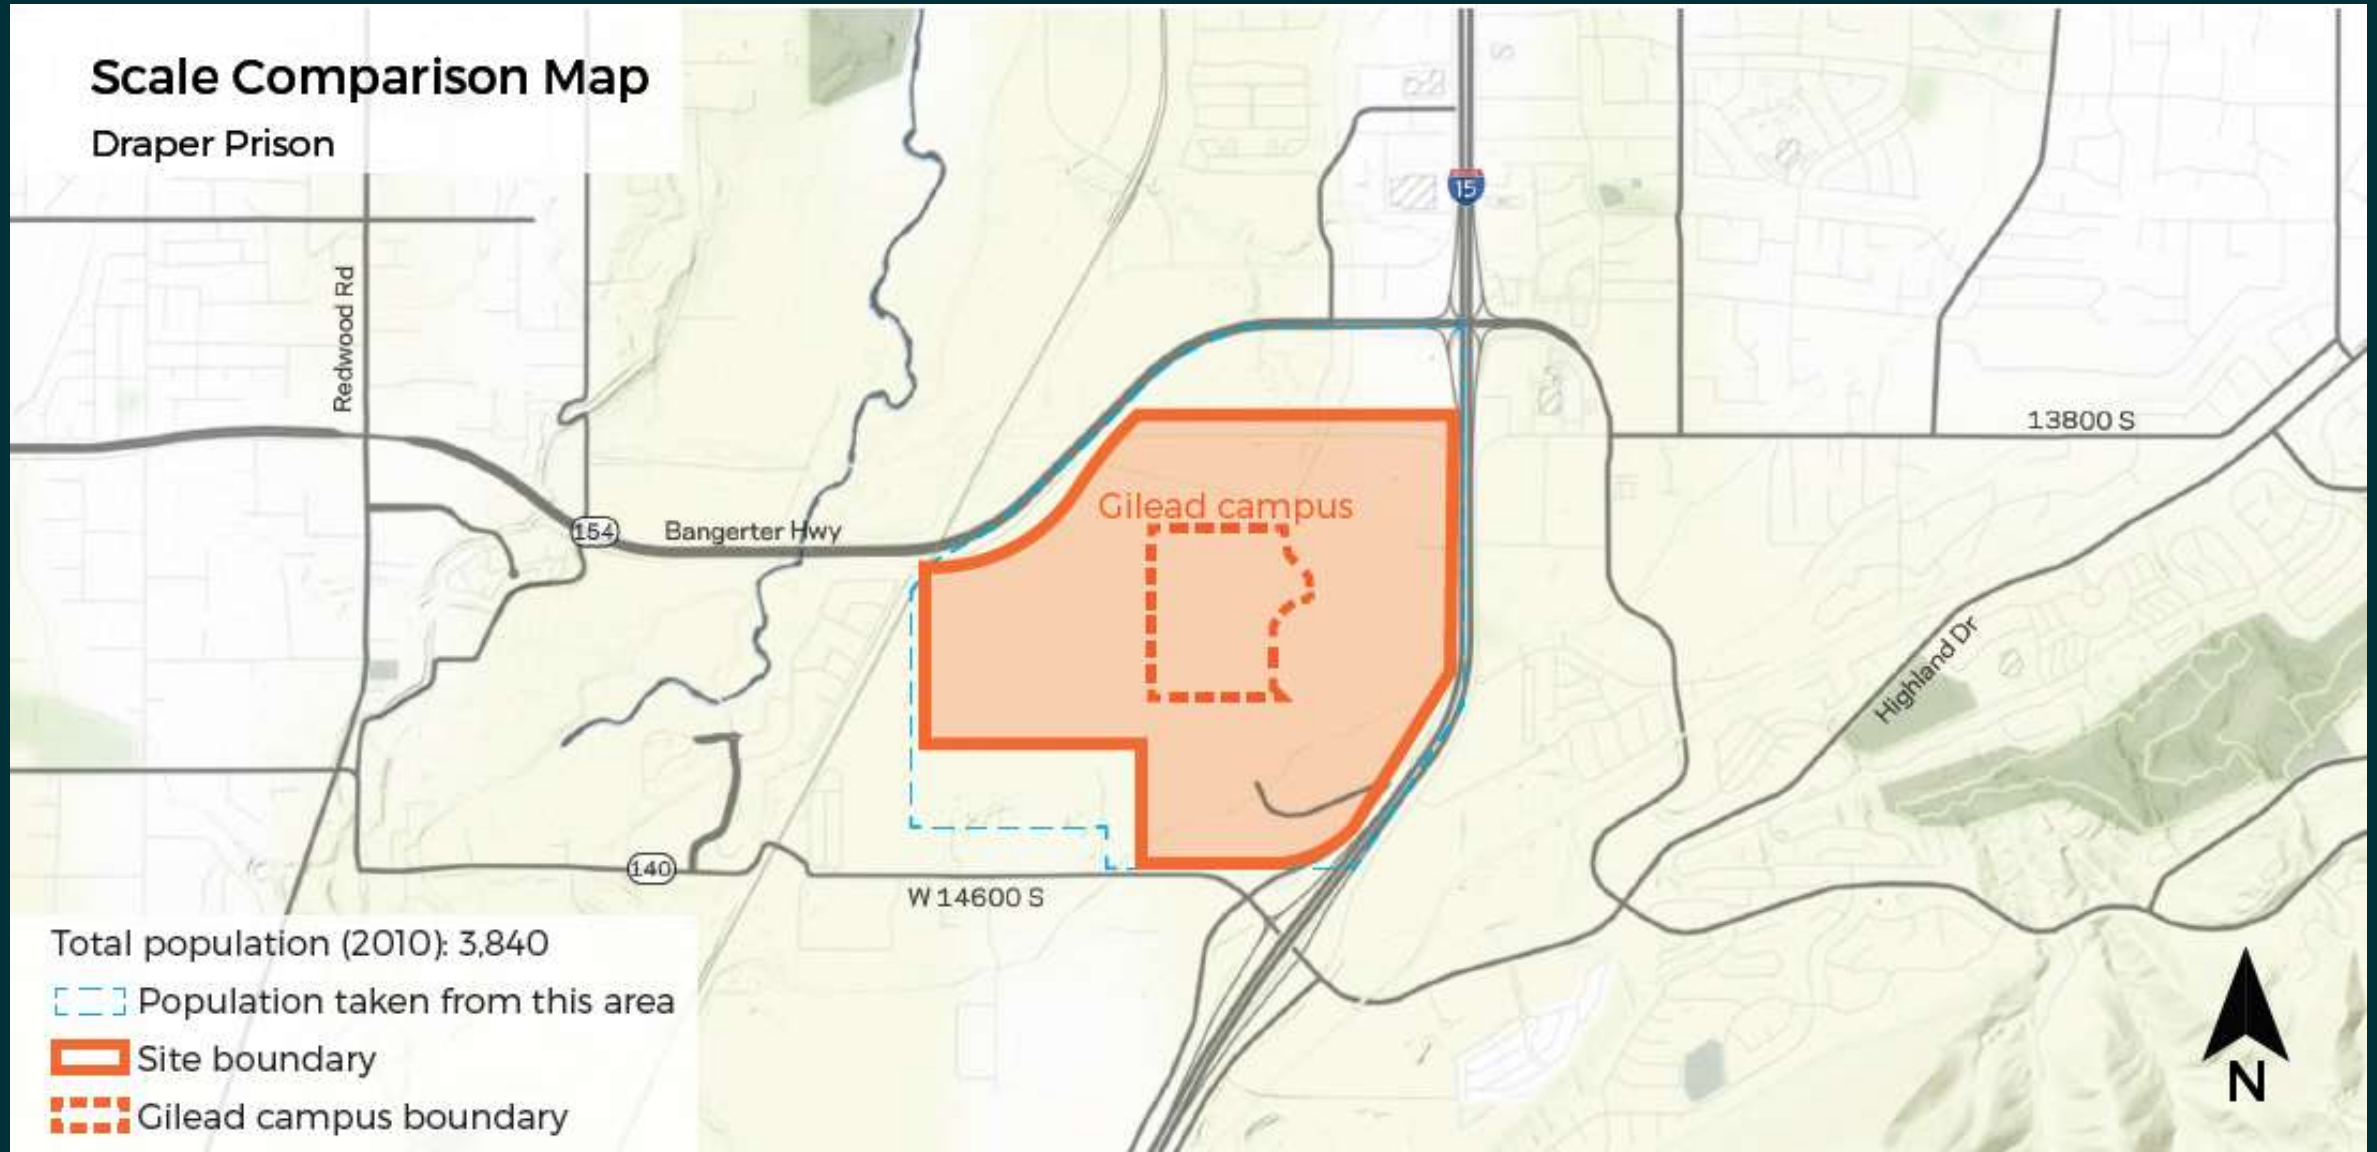 Scale Comparison Map
Draper Prison
15
Redwood Rd
13800 S
Gilead campus
154
Bangerter Hwy
Highland Dr
140
W 14600 S
Total population (2010): 3,840
Population taken from this area
Site boundary
Gilead campus boundary
N